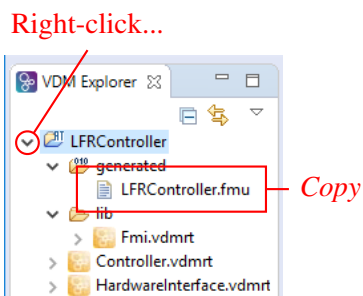 Right-click...
VDM Explorer
LFRController
generated
LFRController.fmu
Copy
lib
Fmi.vdmrt
Controller.vdmrt
HardwareInterface.vdmrt